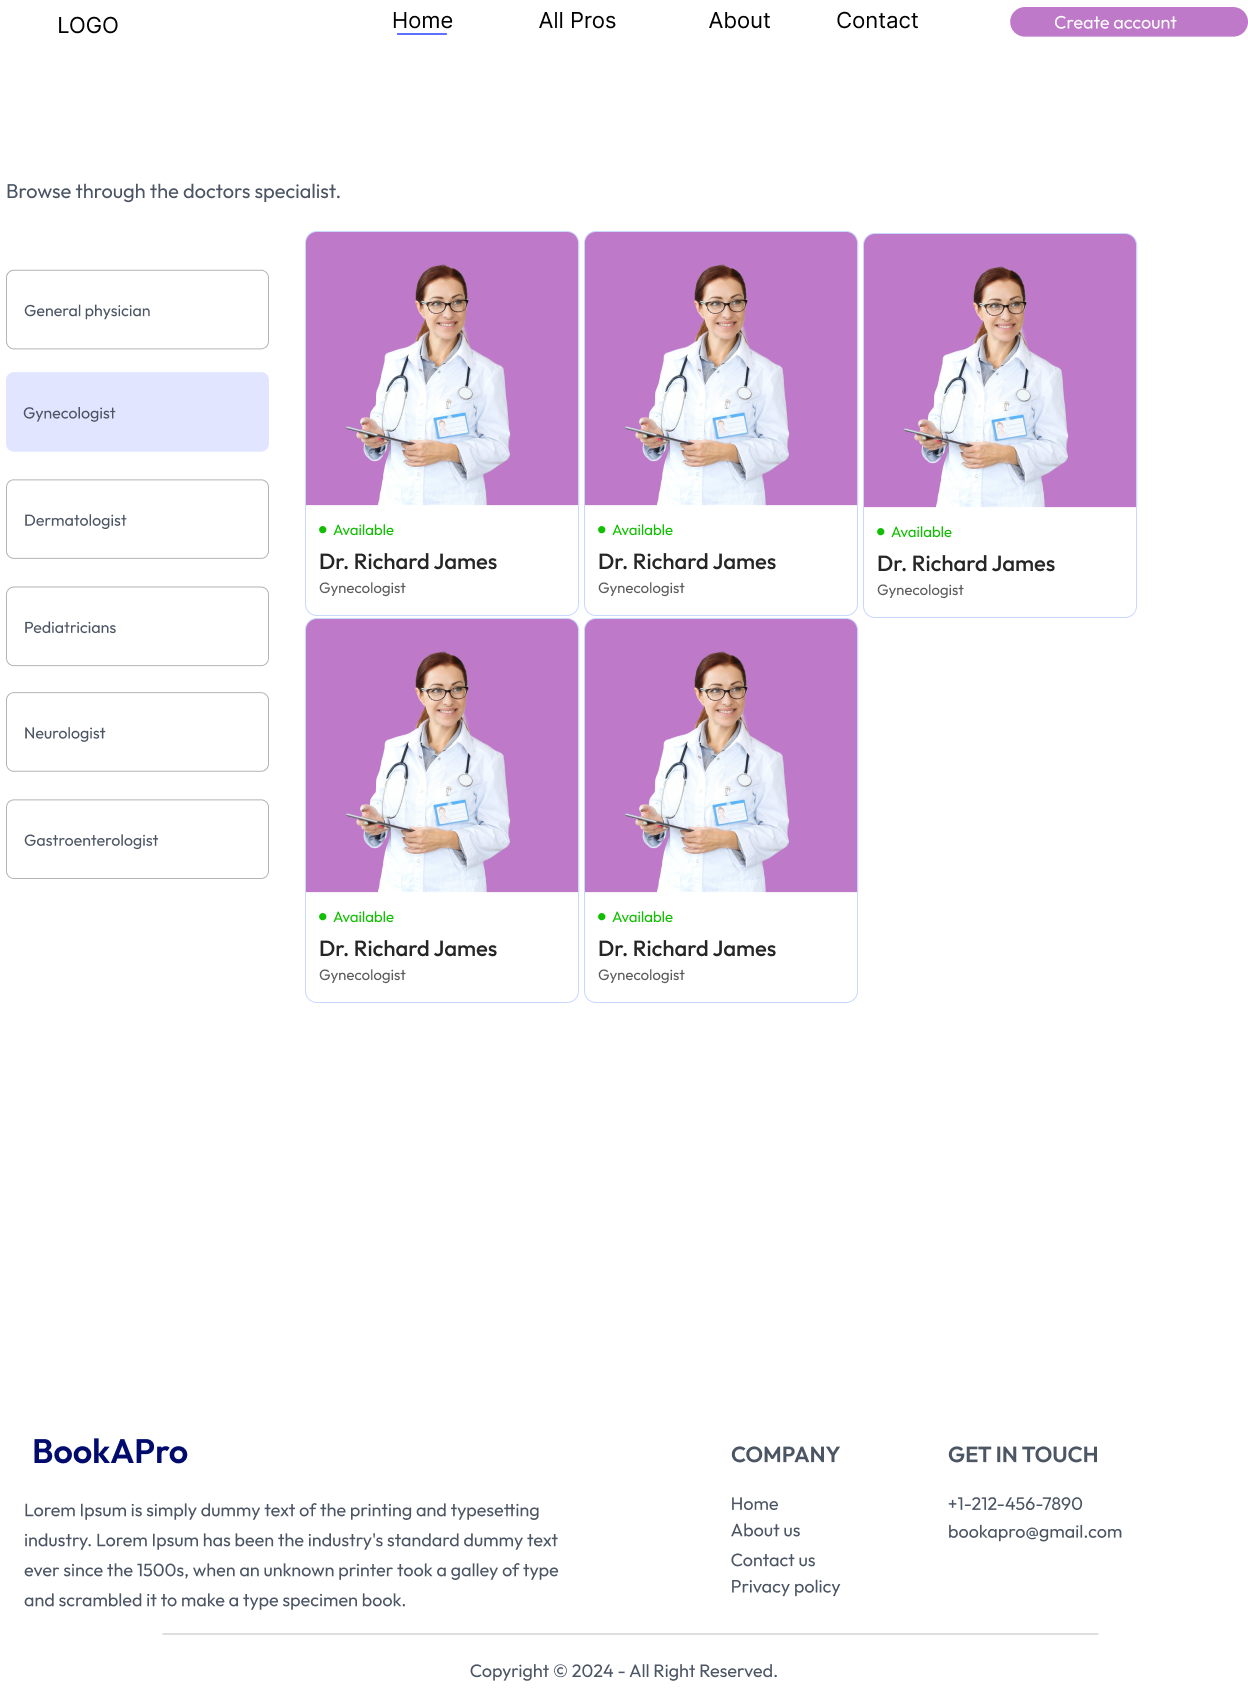 LOGO
Home
All Pros
About
Contact
Create account
Browse through the doctors specialist.
General physician
Gynecologist
Dermatologist
Pediatricians
Neurologist
Gastroenterologist
Available
Dr. Richard James
Gynecologist
Available
Dr. Richard James
Gynecologist
Available
Dr. Richard James
Gynecologist
Available
Dr. Richard James
Gynecologist
Available
Dr. Richard James
Gynecologist
BookAPro
Lorem Ipsum is simply dummy text of the printing and typesetting
industry. Lorem Ipsum has been the industry's standard dummy text
ever since the 1500s, when an unknown printer took a galley of type
and scrambled it to make a type specimen book.
COMPANY
Home
About us
Contact us
Privacy policy
GET IN TOUCH
+1-212-456-7890
bookapro@gmail.com
Copyright © 2024 - All Right Reserved.